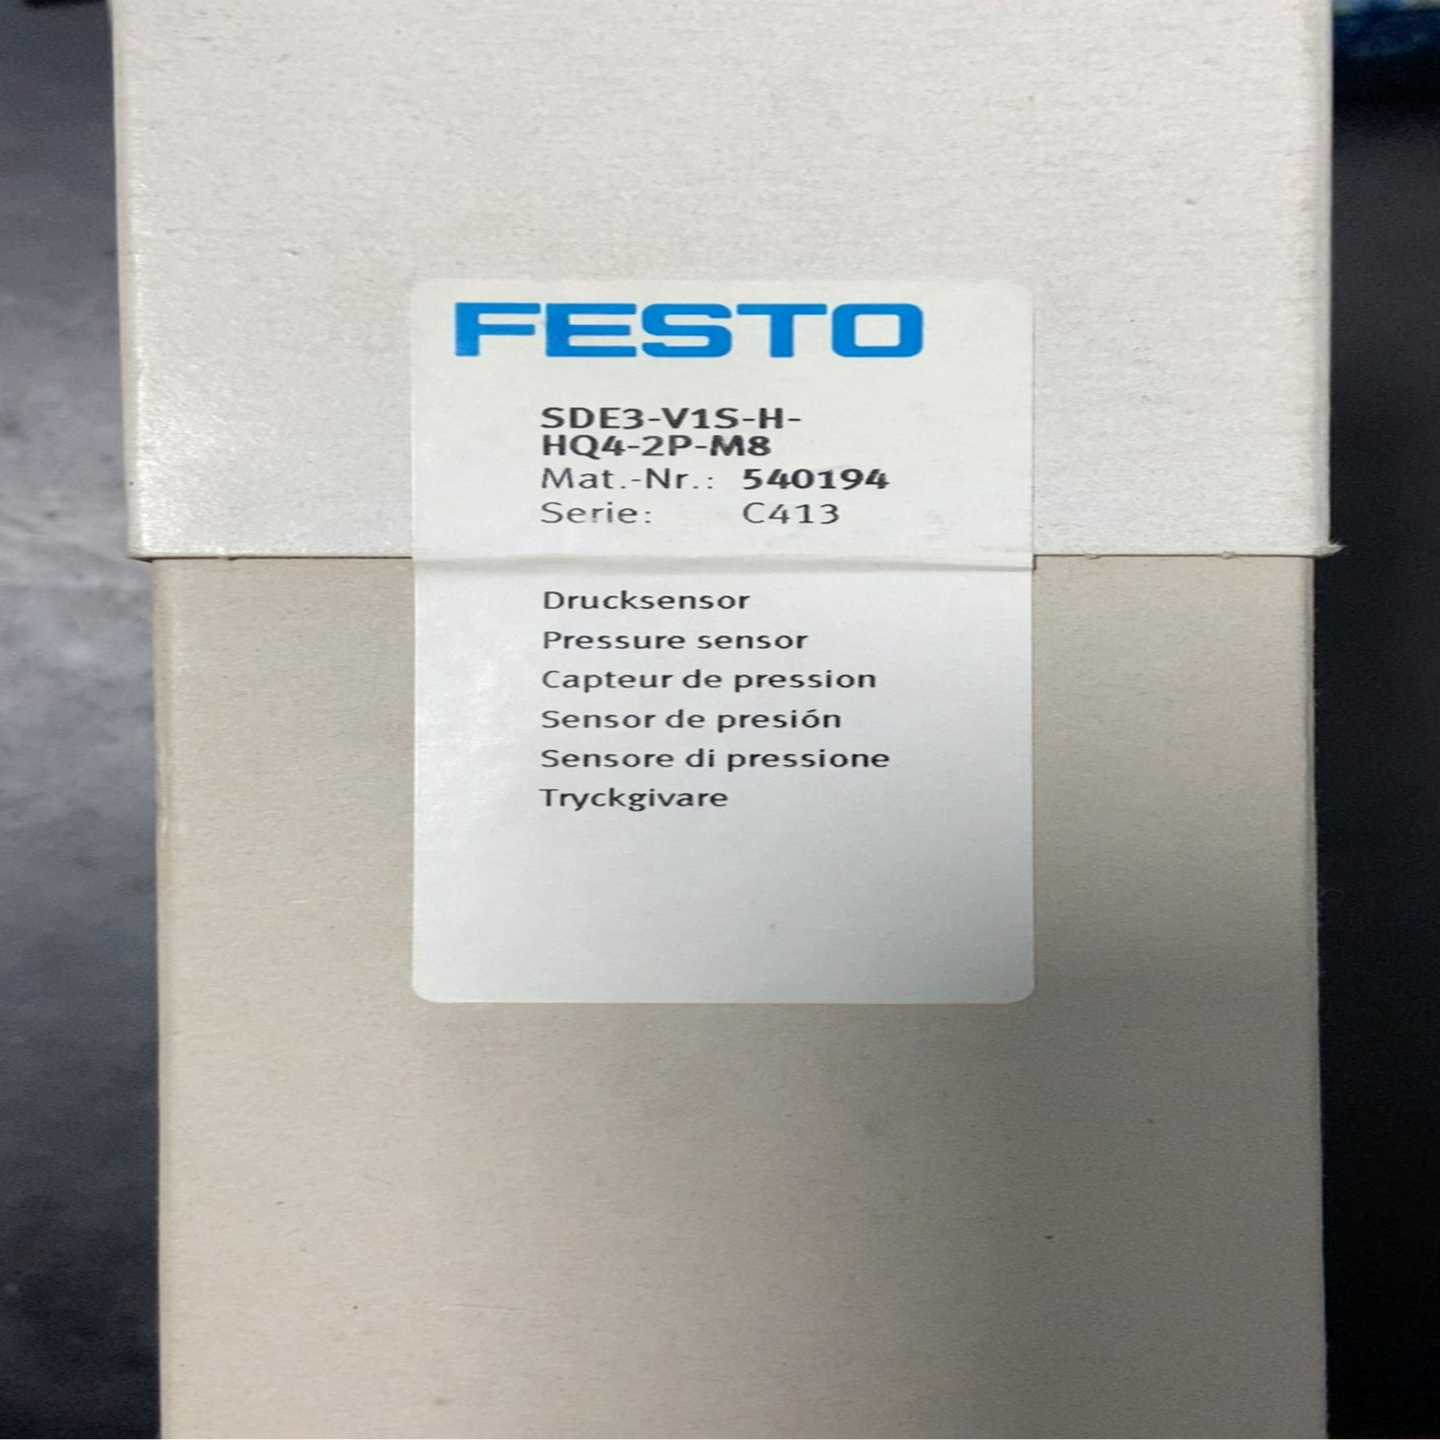 FESTO
SDE3-V1S-H-
HQ4-2P-M8
Mat.-Nr.: 540194
Serie: C413
Drucksensor
Pressure sensor
Capteur de pression
Sensor de presión
Sensore di pressione
Tryckgivare